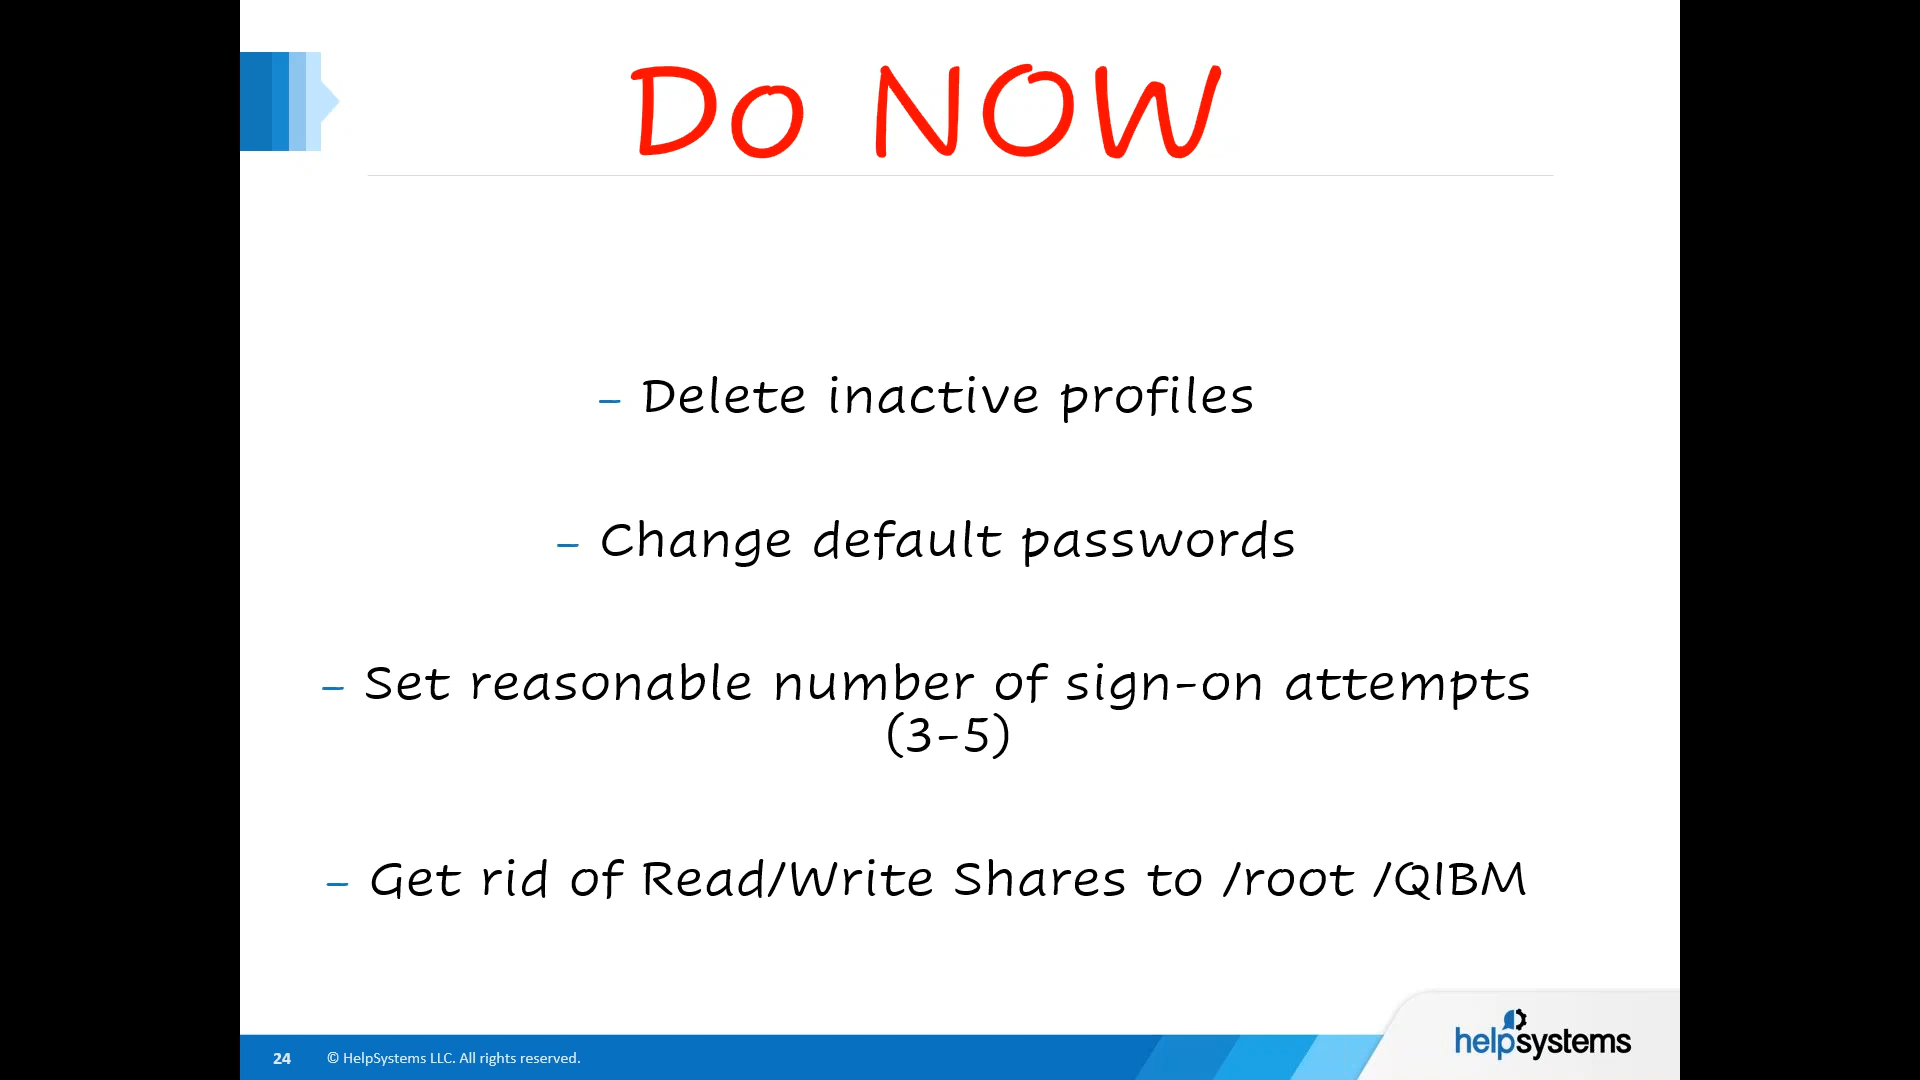 Do NOW
– Delete inactive profiles
– Change default passwords
– Set reasonable number of sign-on attempts
(3-5)
– Get rid of Read/Write Shares to /root /QIBM
24 © HelpSystems LLC. All rights reserved.
helpsystems